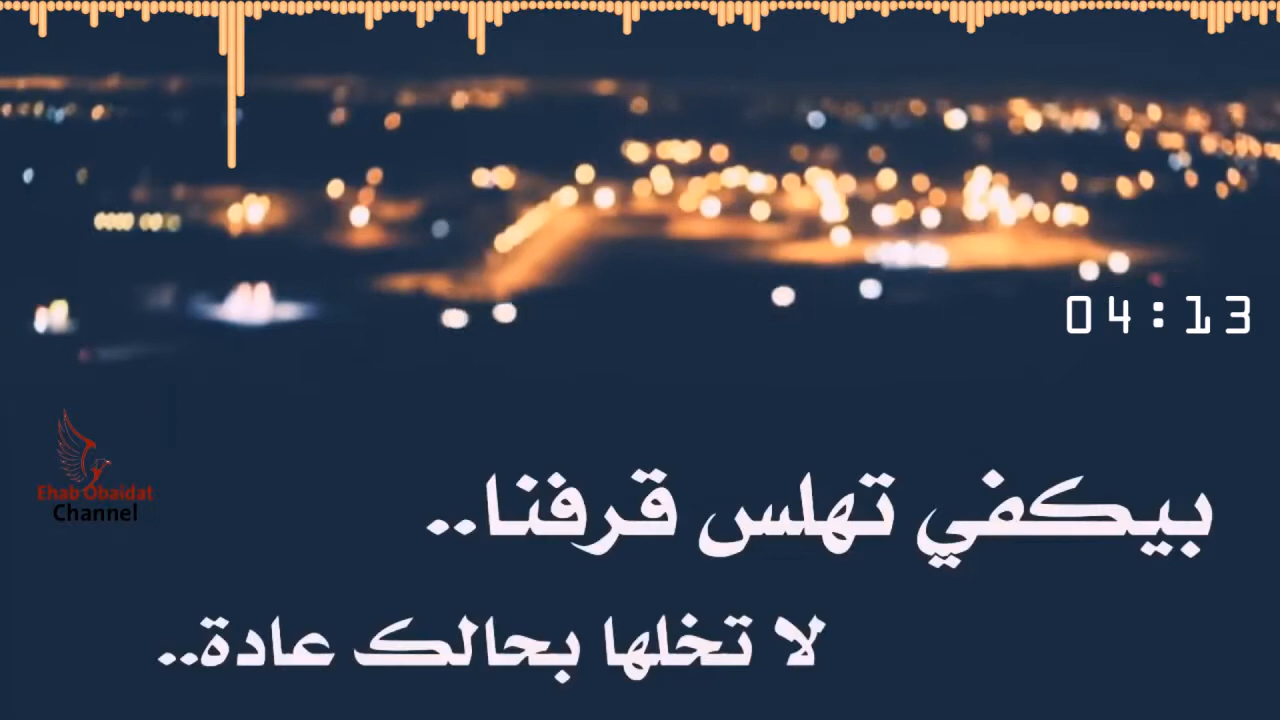 04:13
Ehab Obaidat
Channel
بيكفي تهلس قرفنا..
لا تخلها بحالك عادة..